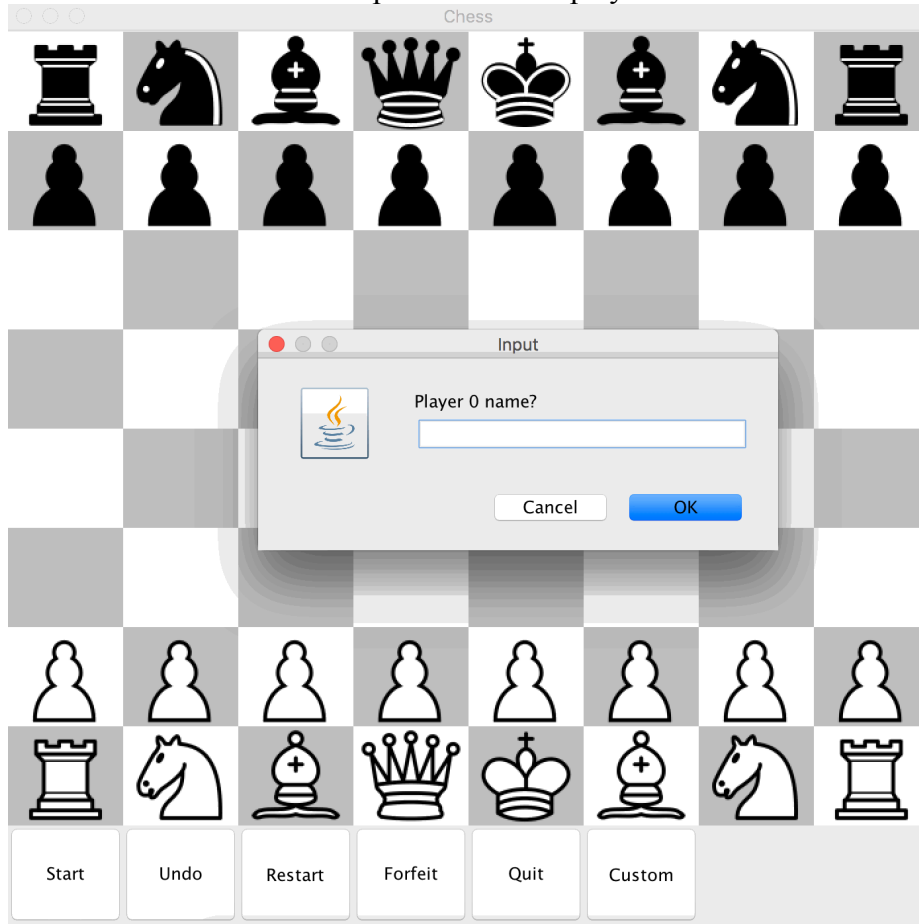 Chess
Input
Player 0 name?
Cancel
OK
Start
Undo
Restart
Forfeit
Quit
Custom